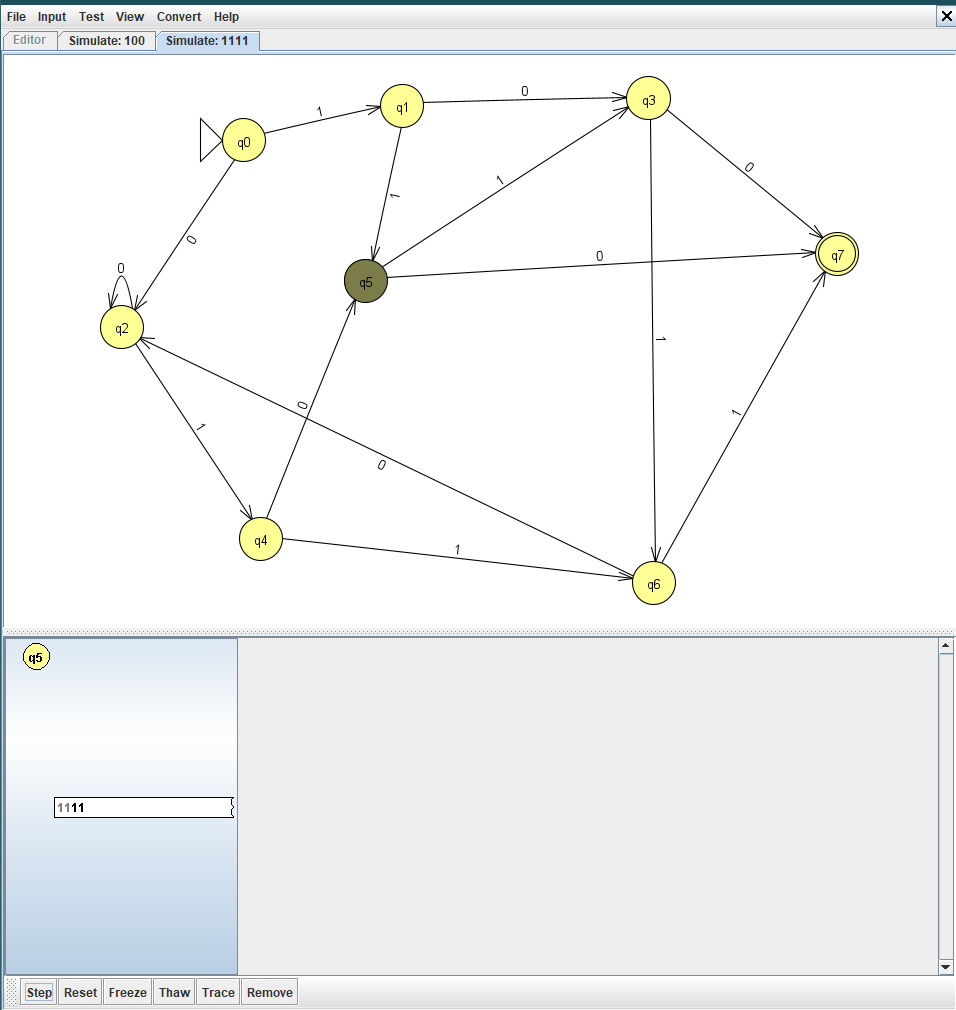 File Input Test View Convert Help
Editor Simulate: 100 Simulate: 1111
q0
1
q1
0
q3
0
1
1
0
q7
0
q5
0
q2
1
1
0
0
1
q4
1
q6
q5
1111
Step Reset Freeze Thaw Trace Remove